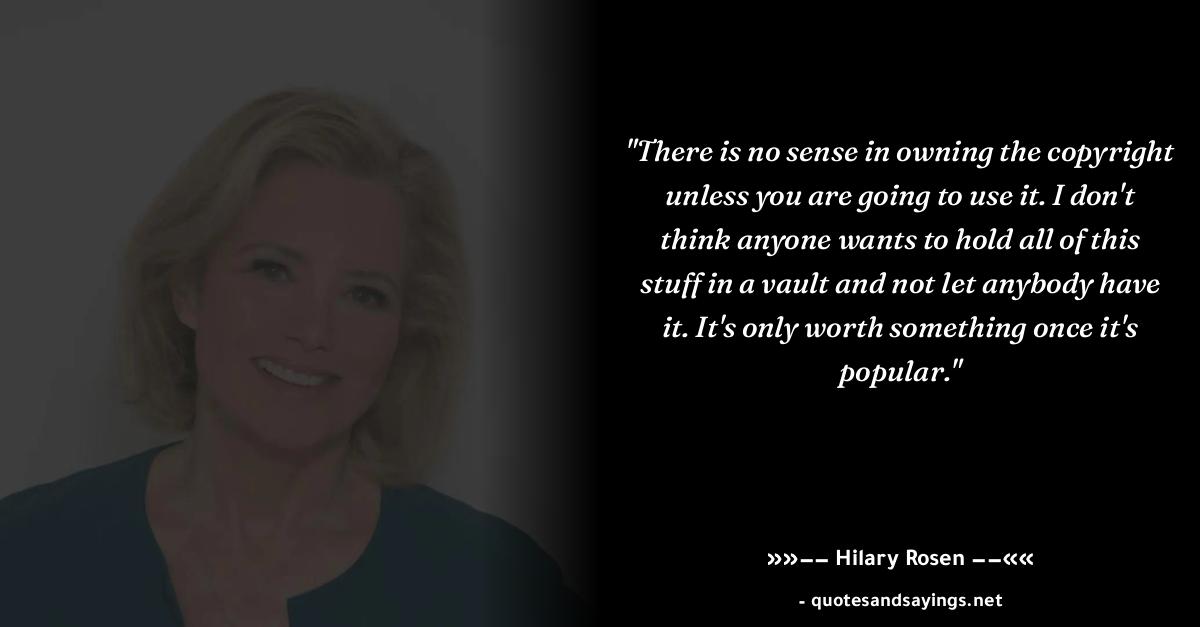 "There is no sense in owning the copyright
unless you are going to use it. I don't
think anyone wants to hold all of this
stuff in a vault and not let anybody have
it. It's only worth something once it's
popular."
»»–– Hilary Rosen ––««
- quotesandsayings.net